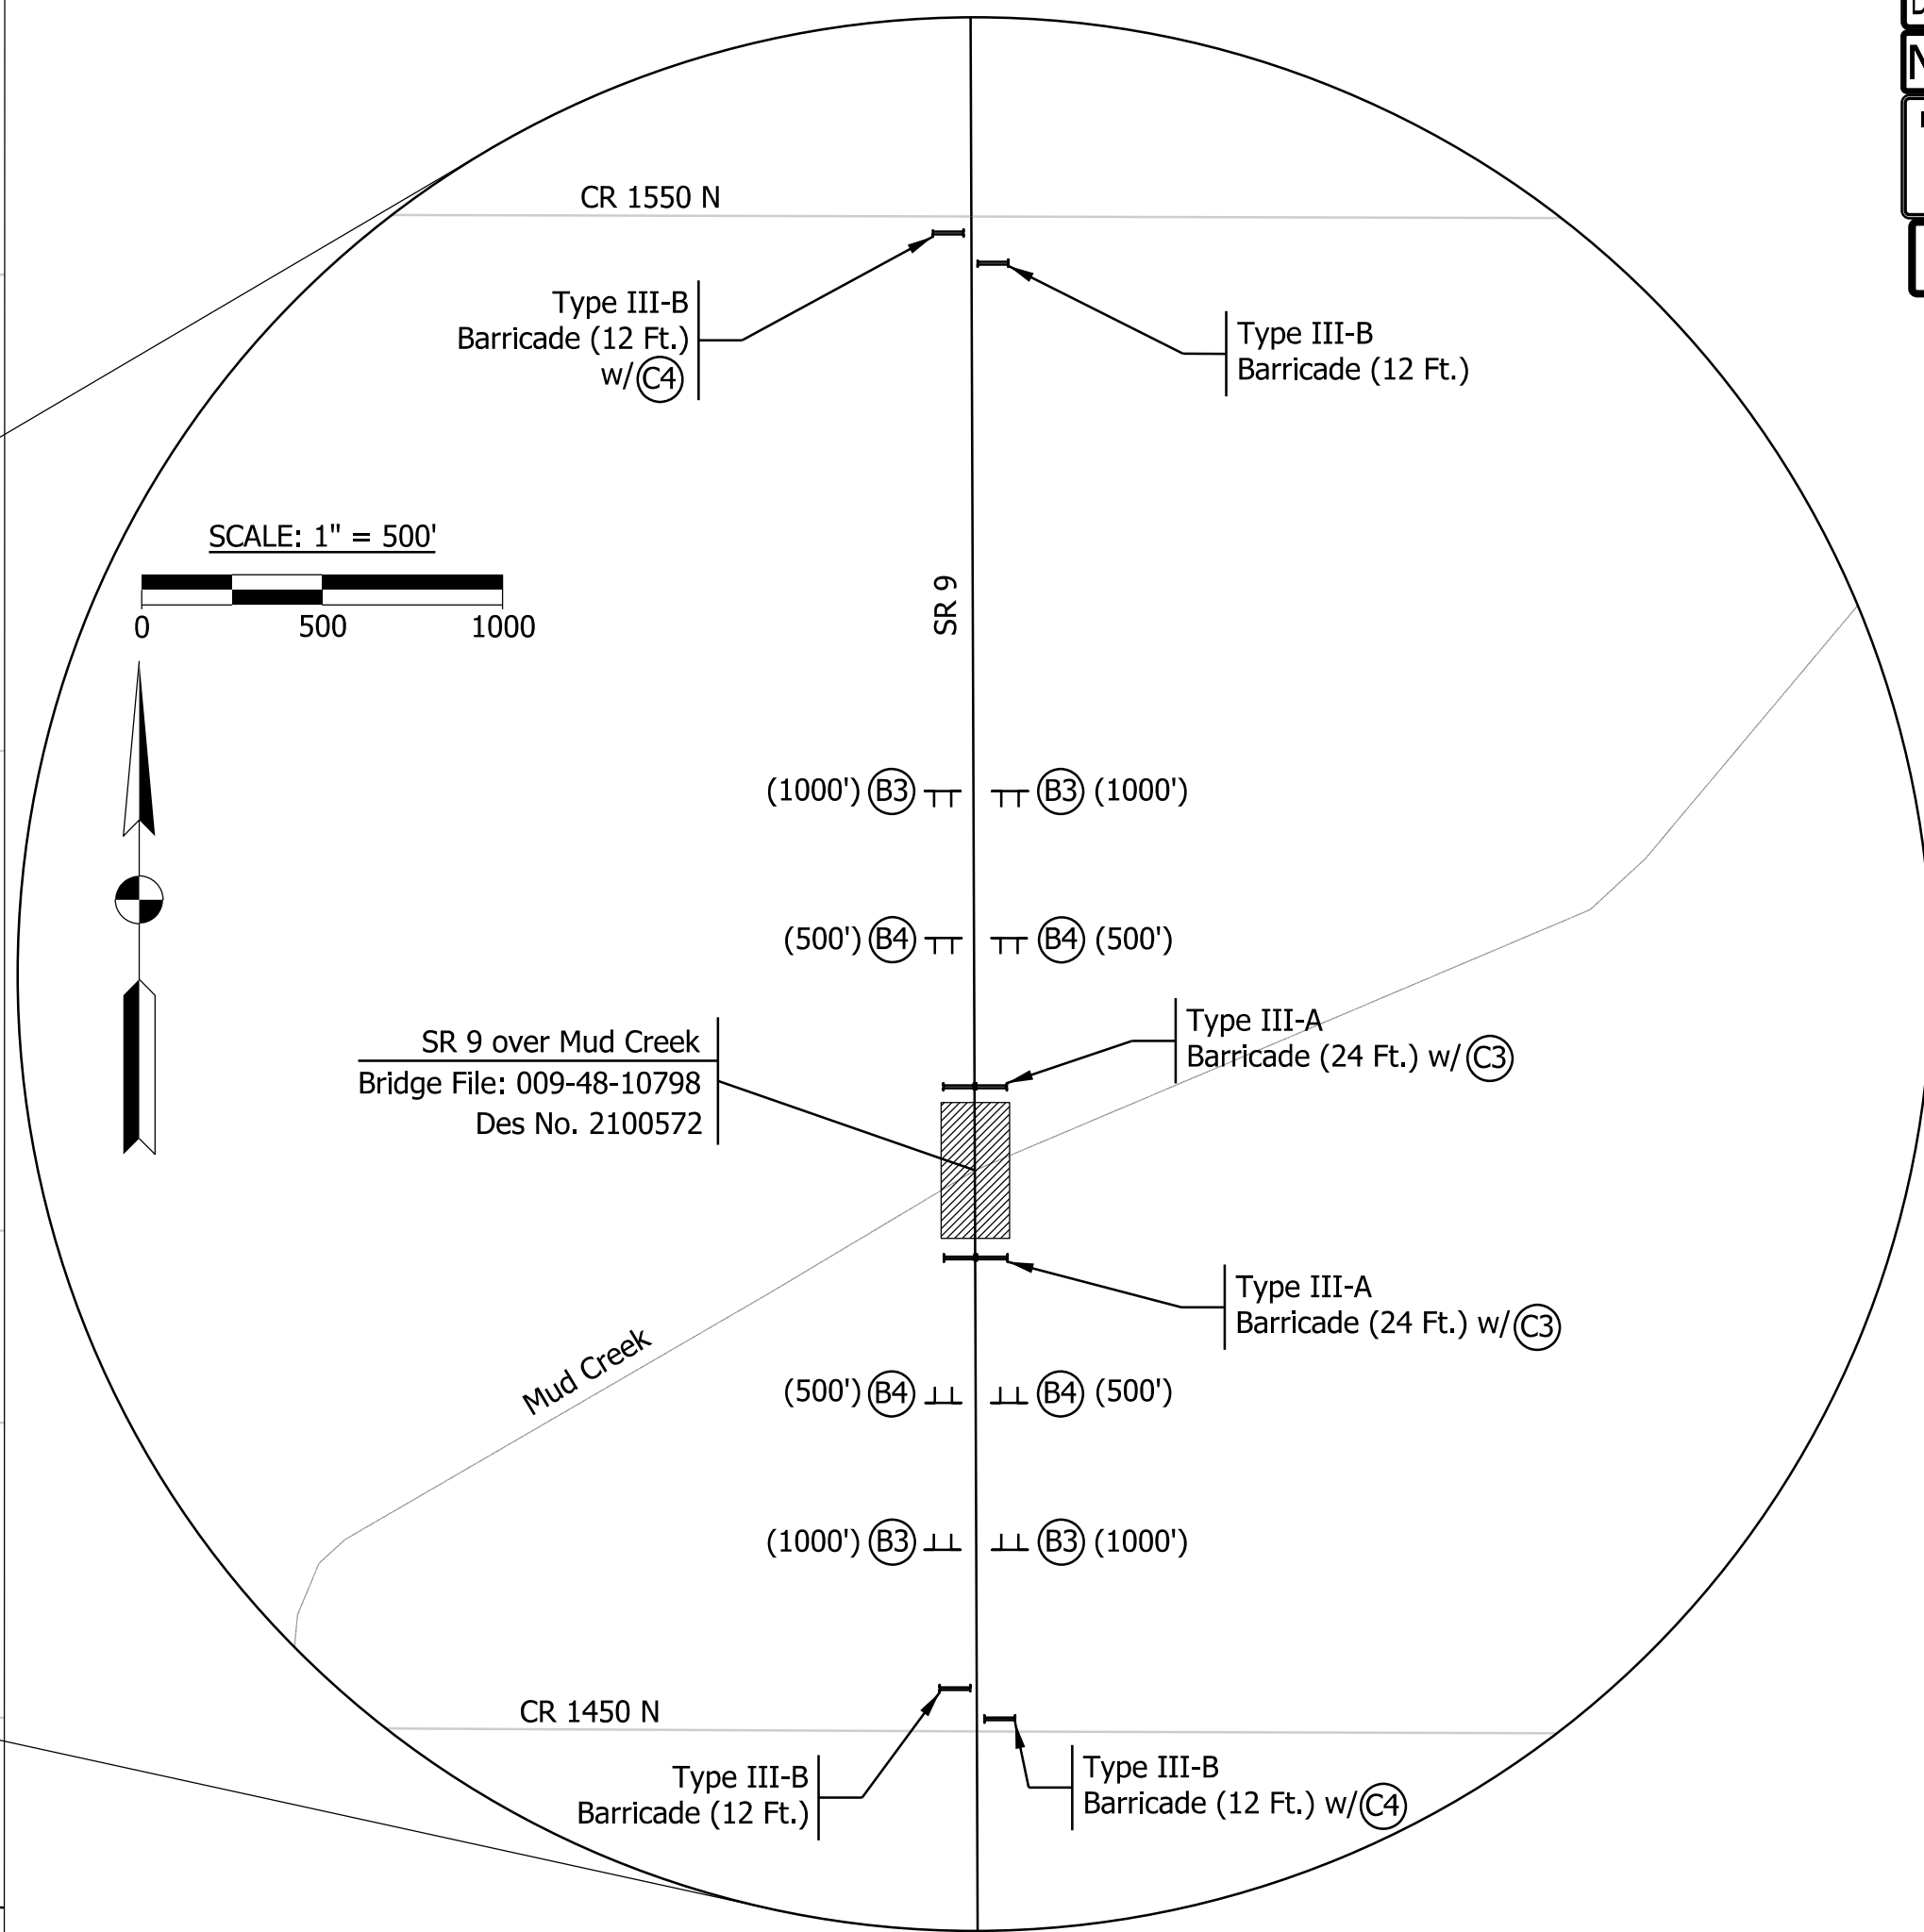 CR 1550 N
Type III-B
Barricade (12 Ft.)
w/ C4
Type III-B
Barricade (12 Ft.)
SCALE: 1" = 500'
0 500 1000
SR 9
(1000') B3 B3 (1000')
(500') B4 B4 (500')
Type III-A
Barricade (24 Ft.) w/ C3
SR 9 over Mud Creek
Bridge File: 009-48-10798
Des No. 2100572
Type III-A
Barricade (24 Ft.) w/ C3
Mud Creek
(500') B4 B4 (500')
(1000') B3 B3 (1000')
CR 1450 N
Type III-B
Barricade (12 Ft.)
Type III-B
Barricade (12 Ft.) w/ C4